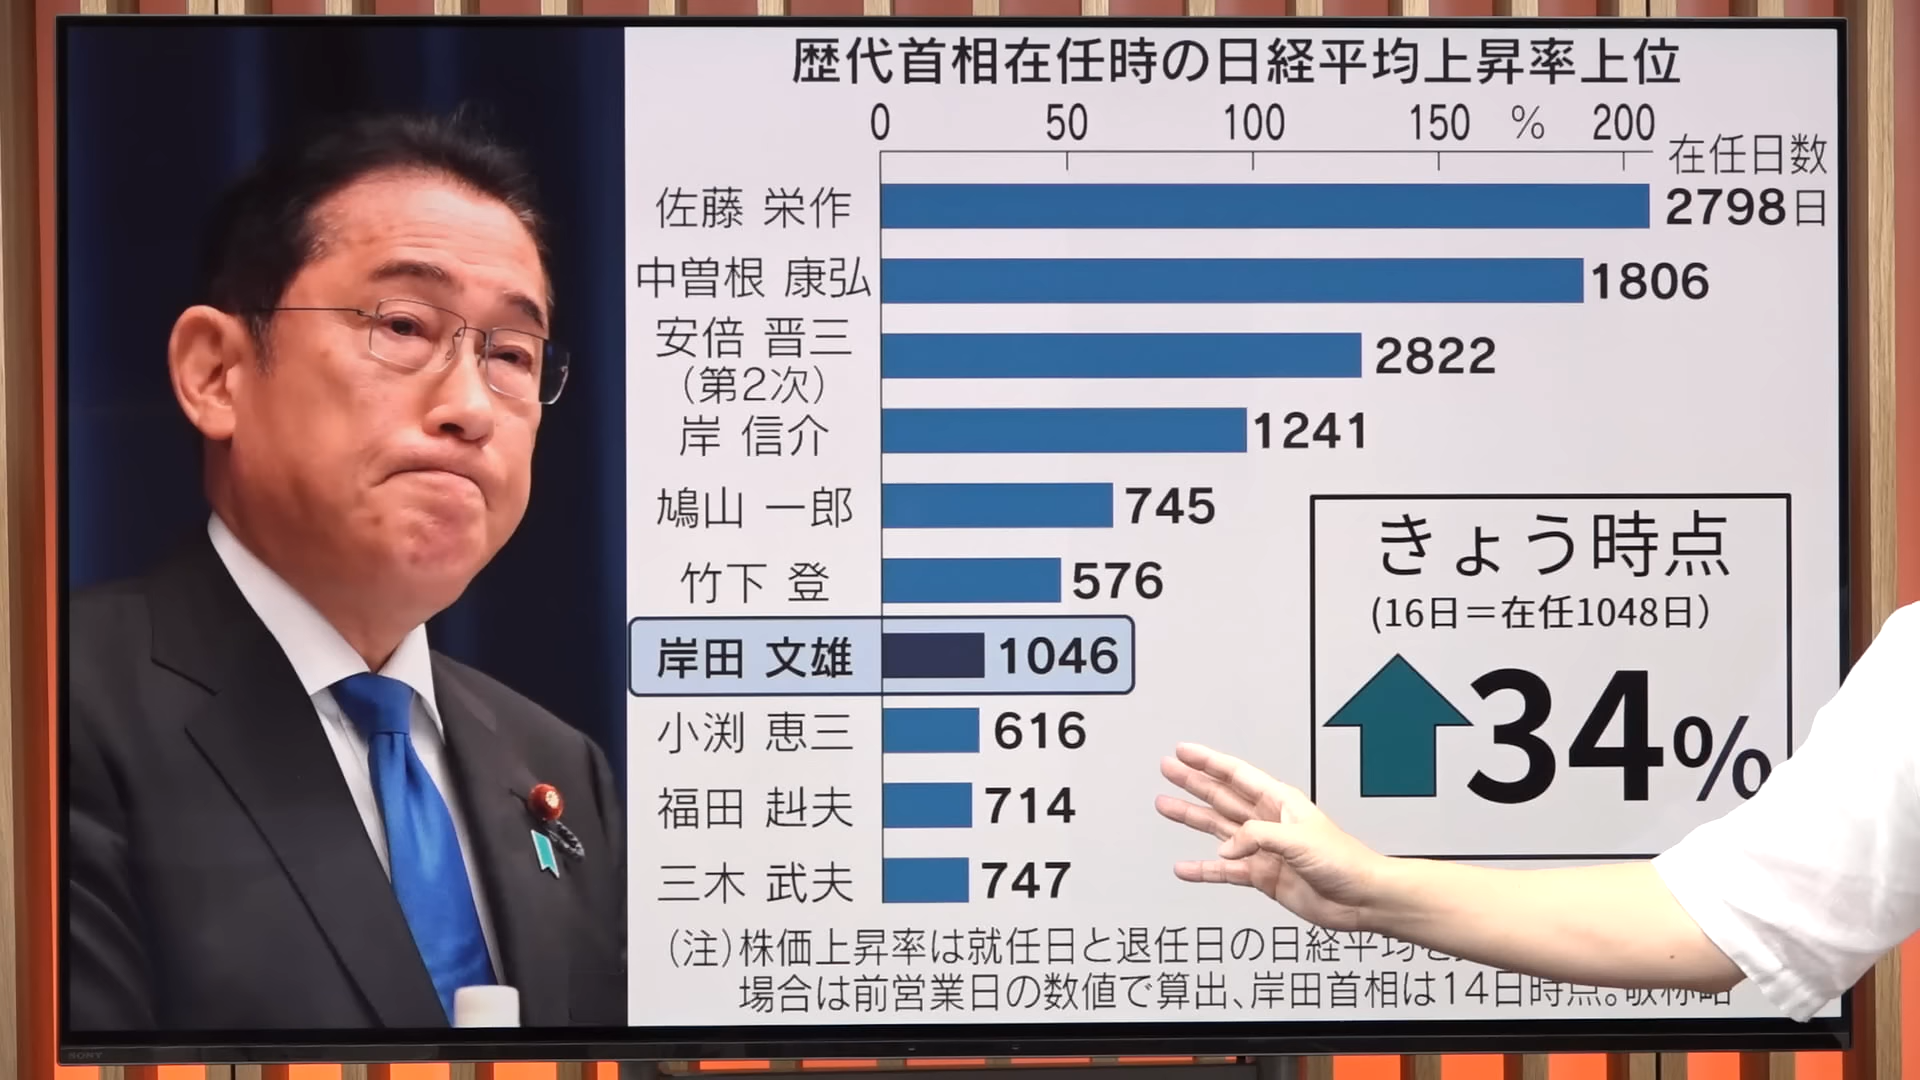 歴代首相在任時の日経平均上昇率上位
0 50 100 150 % 200
在任日数
佐藤 栄作 2798日
中曽根 康弘 1806
安倍 晋三 2822
(第2次)
岸 信介 1241
鳩山 一郎 745
竹下 登 576
岸田 文雄 1046
小渕 恵三 616
福田 赳夫 714
三木 武夫 747
きょう時点
(16日=在任1048日)
34%
(注)株価上昇率は就任日と退任日の日経平均
場合は前営業日の数値で算出、岸田首相は14日時点。敬称略
SONY